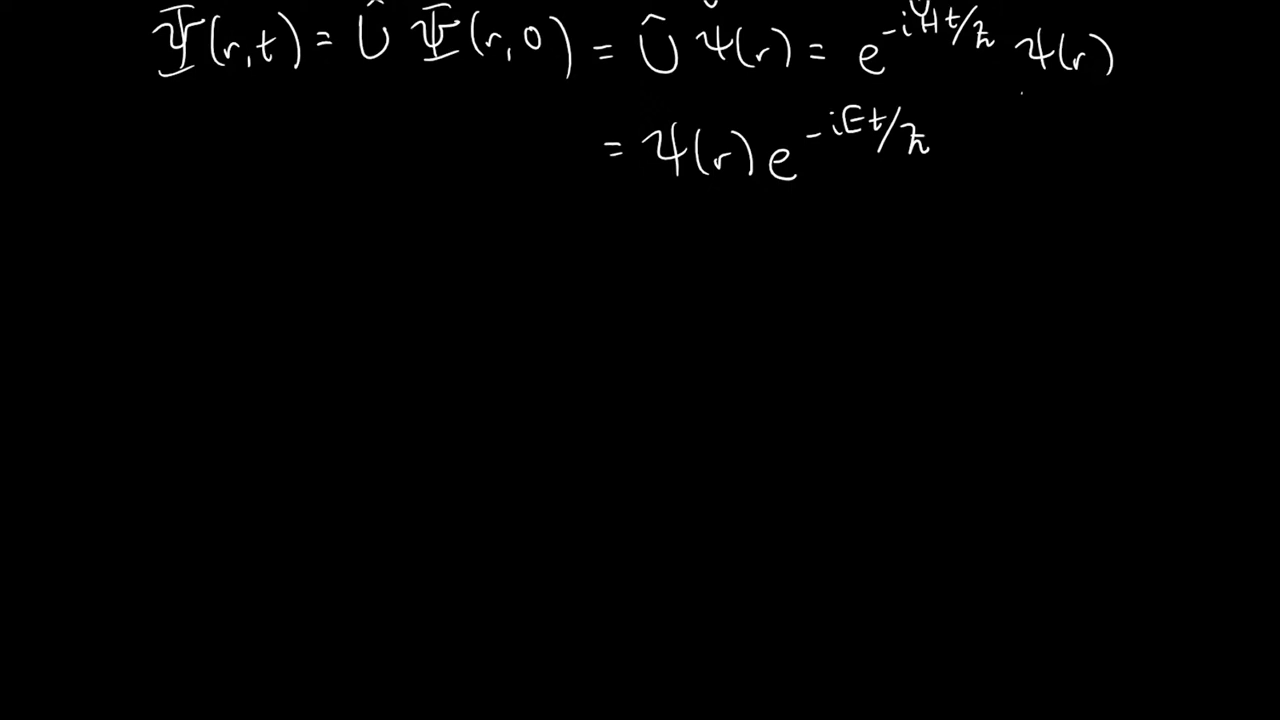 Ψ(r,t) = Û Ψ(r,0) = Û ψ(r) = e^{-iĤt/ħ} ψ(r)
= ψ(r) e^{-iEt/ħ}